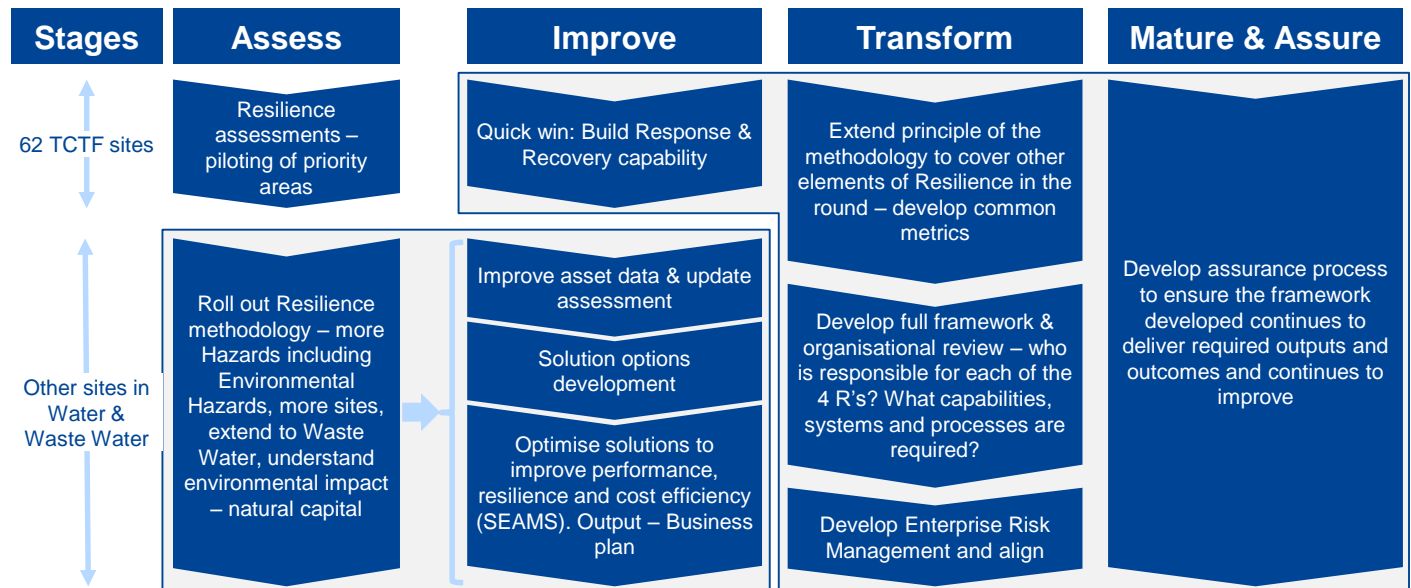 Stages
Assess
Improve
Transform
Mature & Assure
62 TCTF sites
Resilience
assessments –
piloting of priority
areas
Quick win: Build Response &
Recovery capability
Extend principle of the
methodology to cover other
elements of Resilience in the
round – develop common
metrics
Other sites in
Water &
Waste Water
Roll out Resilience
methodology – more
Hazards including
Environmental
Hazards, more sites,
extend to Waste
Water, understand
environmental impact
– natural capital
Improve asset data & update
assessment
Solution options
development
Optimise solutions to
improve performance,
resilience and cost efficiency
(SEAMS). Output – Business
plan
Develop full framework &
organisational review – who
is responsible for each of the
4 R's? What capabilities,
systems and processes are
required?
Develop Enterprise Risk
Management and align
Develop assurance process
to ensure the framework
developed continues to
deliver required outputs and
outcomes and continues to
improve